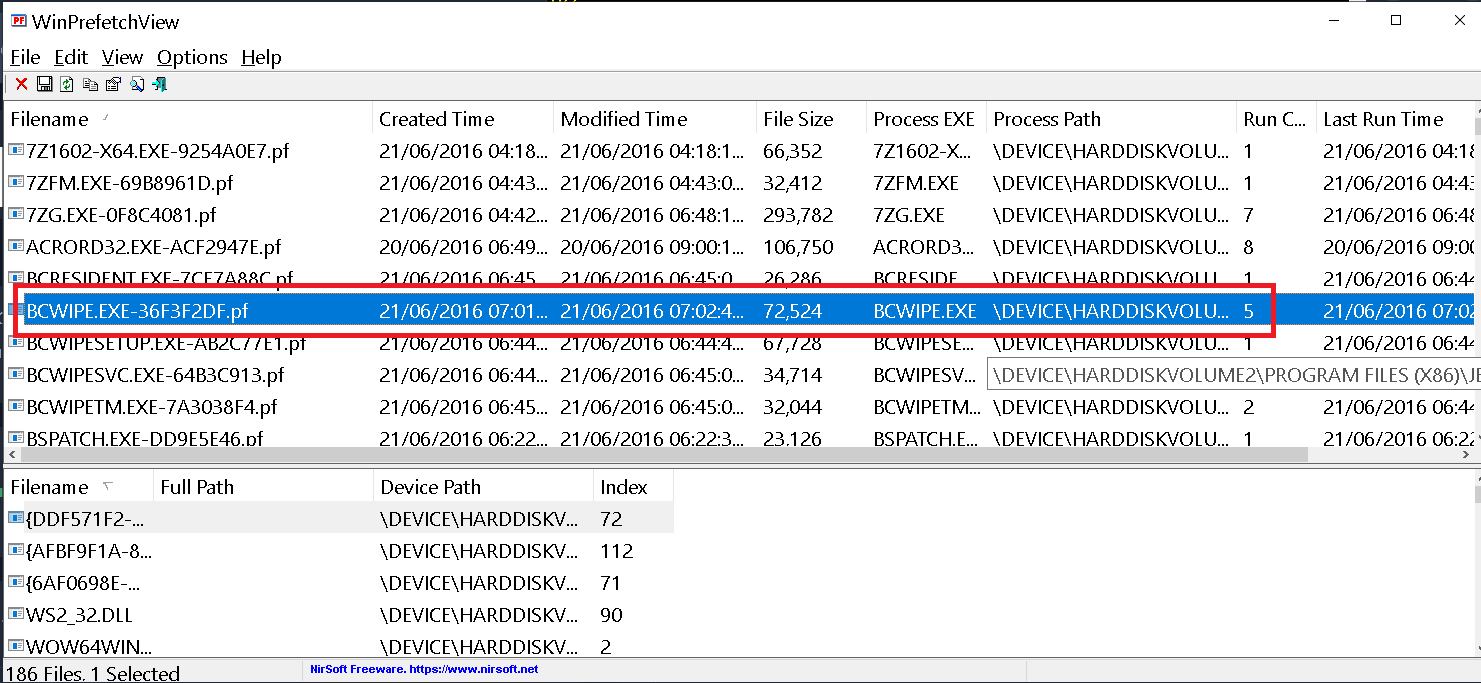 WinPrefetchView
File Edit View Options Help
Filename Created Time Modified Time File Size Process EXE Process Path Run C... Last Run Time
7Z1602-X64.EXE-9254A0E7.pf 21/06/2016 04:18... 21/06/2016 04:18:1... 66,352 7Z1602-X... \DEVICE\HARDDISKVOLU... 1 21/06/2016 04:18
7ZFM.EXE-69B8961D.pf 21/06/2016 04:43... 21/06/2016 04:43:0... 32,412 7ZFM.EXE \DEVICE\HARDDISKVOLU... 1 21/06/2016 04:43
7ZG.EXE-0F8C4081.pf 21/06/2016 04:42... 21/06/2016 06:48:1... 293,782 7ZG.EXE \DEVICE\HARDDISKVOLU... 7 21/06/2016 06:48
ACRORD32.EXE-ACF2947E.pf 20/06/2016 06:49... 20/06/2016 09:00:1... 106,750 ACRORD3... \DEVICE\HARDDISKVOLU... 8 20/06/2016 09:00
BCRESIDENT.EXE-7CF7A88C.pf 21/06/2016 06:45... 21/06/2016 06:45:0... 26,286 BCRESIDE... \DEVICE\HARDDISKVOLU... 1 21/06/2016 06:44
BCWIPE.EXE-36F3F2DF.pf 21/06/2016 07:01... 21/06/2016 07:02:4... 72,524 BCWIPE.EXE \DEVICE\HARDDISKVOLU... 5 21/06/2016 07:02
BCWIPESETUP.EXE-AB2C77E1.pf 21/06/2016 06:44... 21/06/2016 06:44:4... 67,728 BCWIPESE... \DEVICE\HARDDISKVOLU... 1 21/06/2016 06:44
BCWIPESVC.EXE-64B3C913.pf 21/06/2016 06:44... 21/06/2016 06:45:0... 34,714 BCWIPESV... \DEVICE\HARDDISKVOLUME2\PROGRAM FILES (X86)\JE
BCWIPETM.EXE-7A3038F4.pf 21/06/2016 06:45... 21/06/2016 06:45:0... 32,044 BCWIPETM... \DEVICE\HARDDISKVOLU... 2 21/06/2016 06:44
BSPATCH.EXE-DD9E5E46.pf 21/06/2016 06:22... 21/06/2016 06:22:3... 23,126 BSPATCH.E... \DEVICE\HARDDISKVOLU... 1 21/06/2016 06:22
Filename Full Path Device Path Index
{DDF571F2-... \DEVICE\HARDDISKV... 72
{AFBF9F1A-8... \DEVICE\HARDDISKV... 112
{6AF0698E-... \DEVICE\HARDDISKV... 71
WS2_32.DLL \DEVICE\HARDDISKV... 90
WOW64WIN... \DEVICE\HARDDISKV... 2
186 Files, 1 Selected NirSoft Freeware. https://www.nirsoft.net